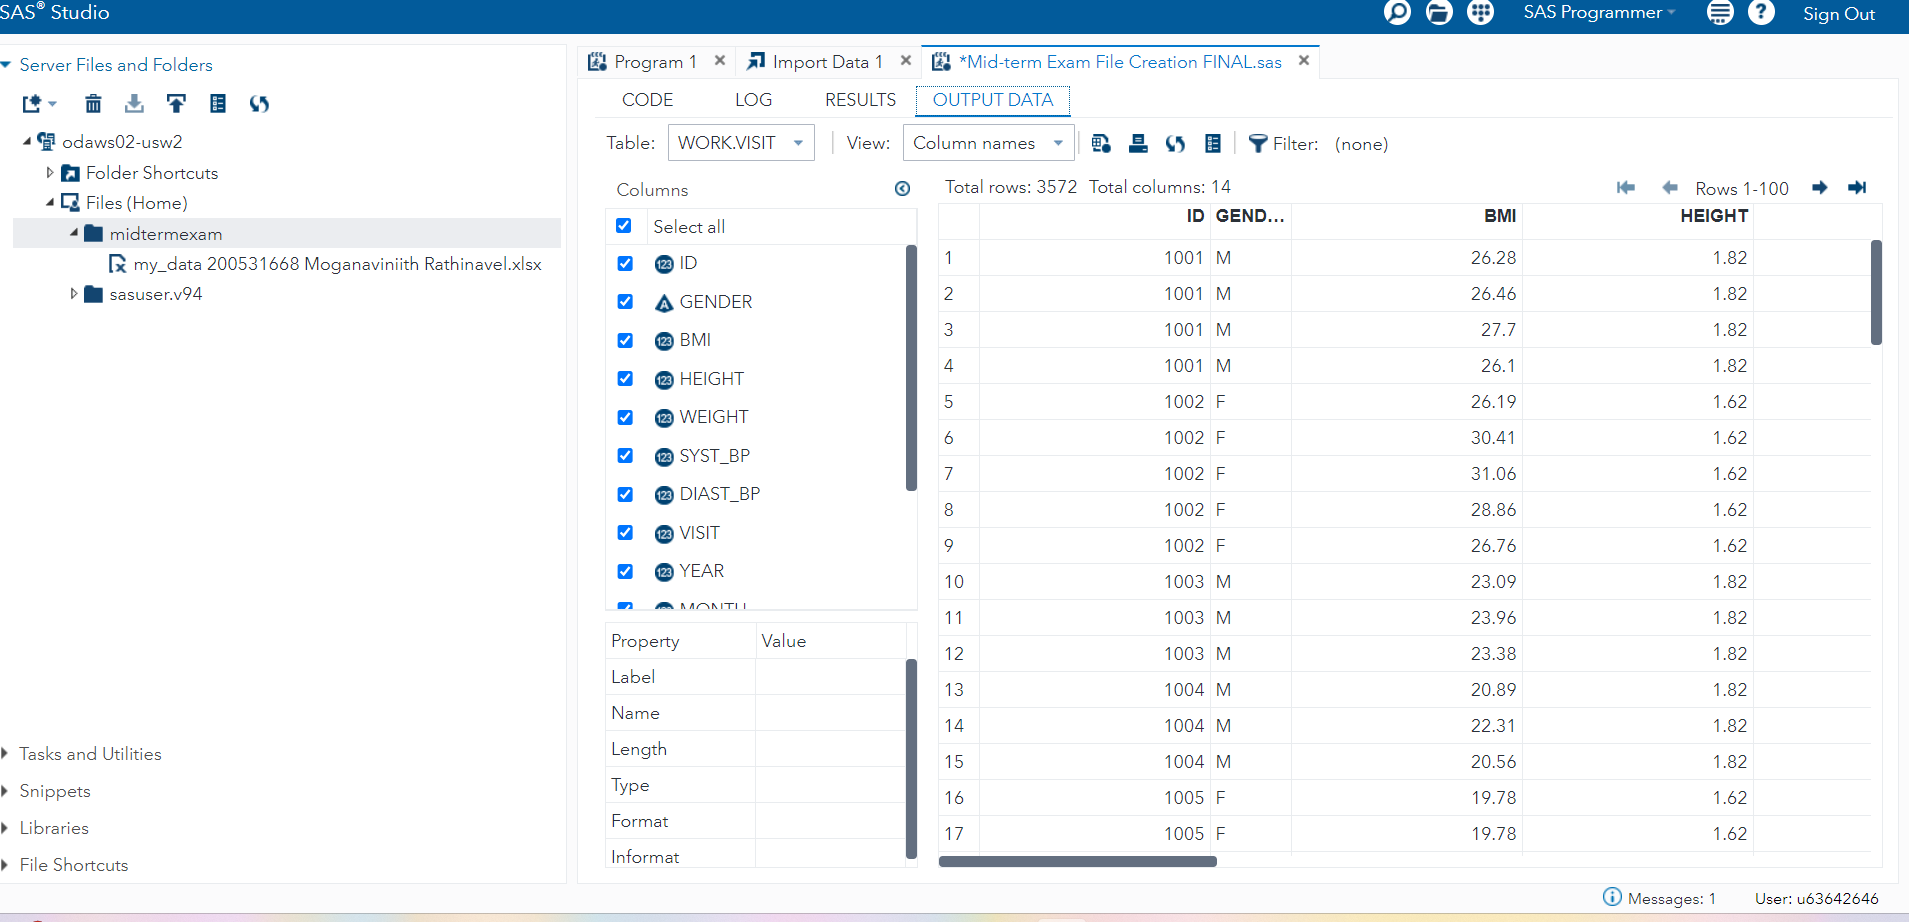 SAS® Studio
SAS Programmer
Sign Out
Server Files and Folders
odaws02-usw2
Folder Shortcuts
Files (Home)
midtermexam
my_data 200531668 Moganaviniith Rathinavel.xlsx
sasuser.v94
Tasks and Utilities
Snippets
Libraries
File Shortcuts
Program 1
Import Data 1
*Mid-term Exam File Creation FINAL.sas
CODE LOG RESULTS OUTPUT DATA
Table: WORK.VISIT View: Column names Filter: (none)
Columns
Select all
ID
GENDER
BMI
HEIGHT
WEIGHT
SYST_BP
DIAST_BP
VISIT
YEAR
MONTH
Property Value
Label
Name
Length
Type
Format
Informat
Total rows: 3572 Total columns: 14
Rows 1-100
ID GEND... BMI HEIGHT
1 1001 M 26.28 1.82
2 1001 M 26.46 1.82
3 1001 M 27.7 1.82
4 1001 M 26.1 1.82
5 1002 F 26.19 1.62
6 1002 F 30.41 1.62
7 1002 F 31.06 1.62
8 1002 F 28.86 1.62
9 1002 F 26.76 1.62
10 1003 M 23.09 1.82
11 1003 M 23.96 1.82
12 1003 M 23.38 1.82
13 1004 M 20.89 1.82
14 1004 M 22.31 1.82
15 1004 M 20.56 1.82
16 1005 F 19.78 1.62
17 1005 F 19.78 1.62
Messages: 1
User: u63642646